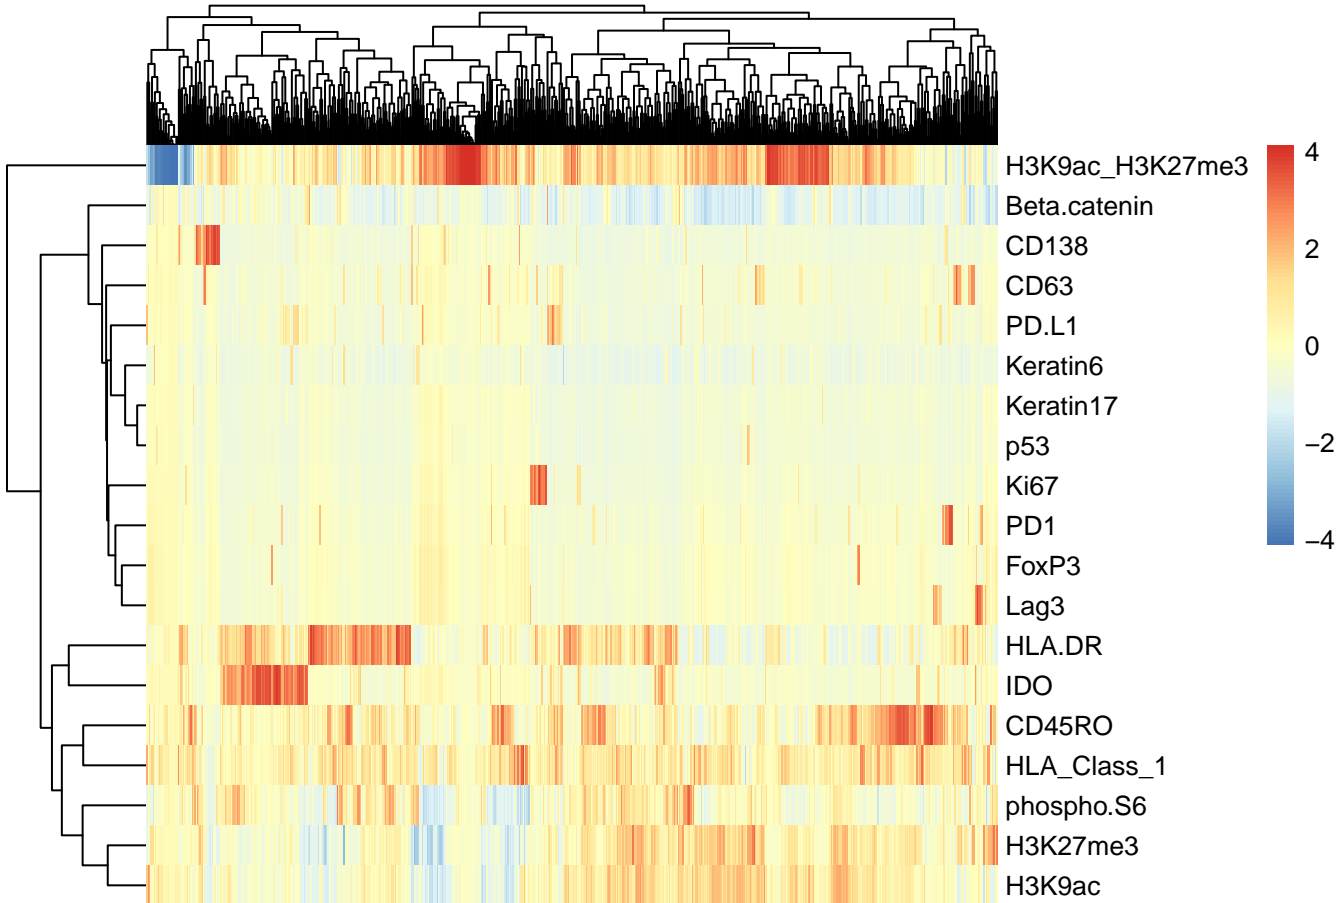 H3K9ac_H3K27me3
Beta.catenin
CD138
CD63
PD.L1
Keratin6
Keratin17
p53
Ki67
PD1
FoxP3
Lag3
HLA.DR
IDO
CD45RO
HLA_Class_1
phospho.S6
H3K27me3
H3K9ac
4
2
0
−2
−4